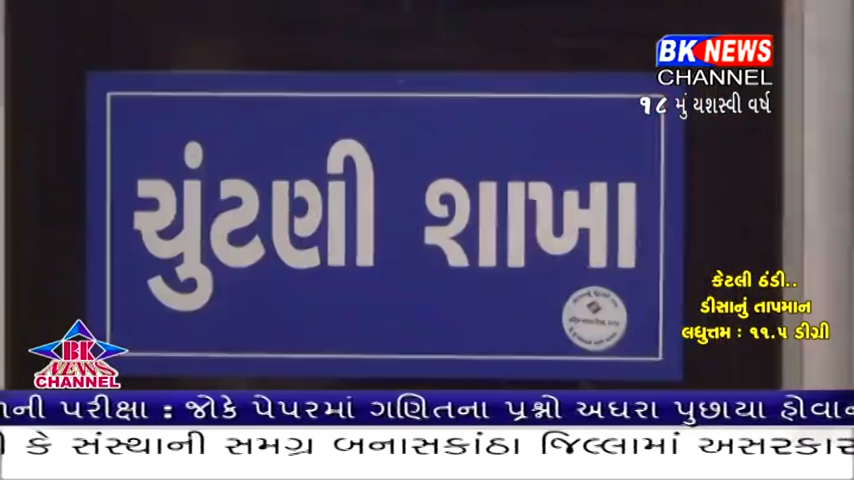 BK NEWS
CHANNEL
૧૮ મું યશસ્વી વર્ષ
ચુંટણી શાખા
કેટલી ઠંડી..
ડીસાનું તાપમાન
લઘુત્તમ : ૧૧.૫ ડીગ્રી
BK
NEWS
CHANNEL
ની પરીક્ષા : જોકે પેપરમાં ગણિતના પ્રશ્નો અઘરા પુછાયા હોવાન
કે સંસ્થાની સમગ્ર બનાસકાંઠા જિલ્લામાં અસરકાસ